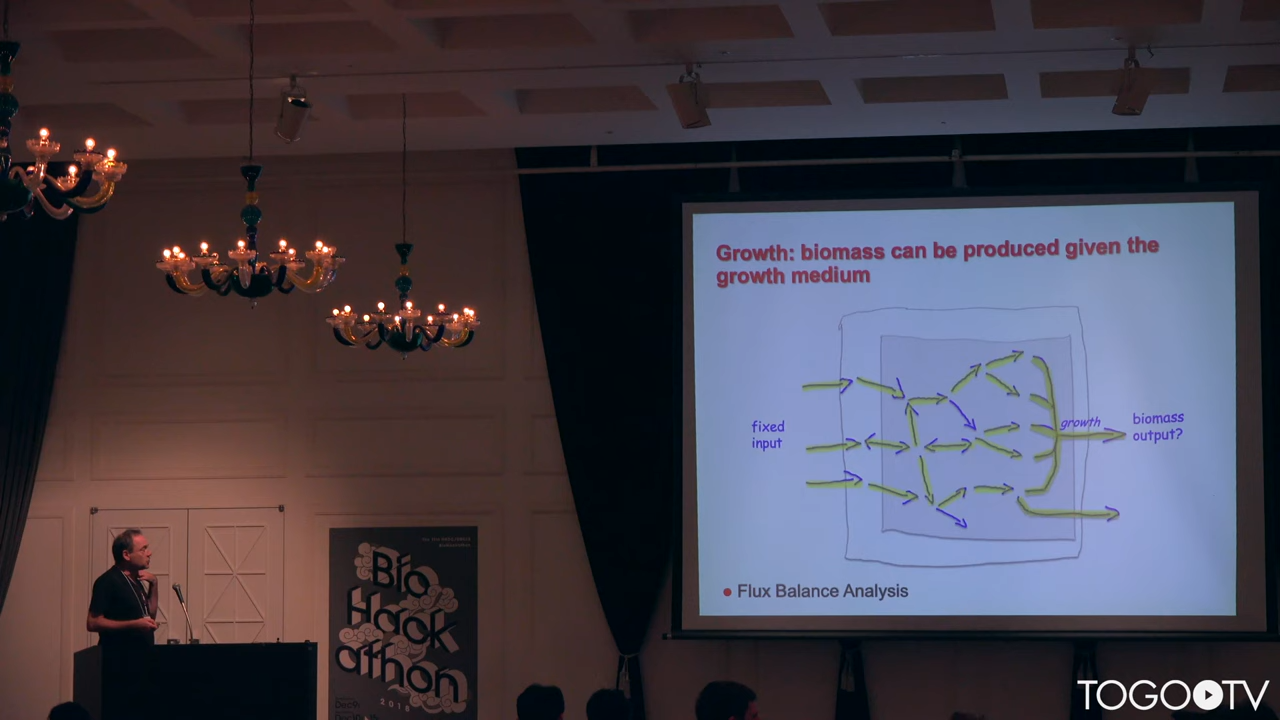 Growth: biomass can be produced given the
growth medium
fixed
input
growth
biomass
output?
● Flux Balance Analysis
Bio
Hack
athon
2018
TOGOTV